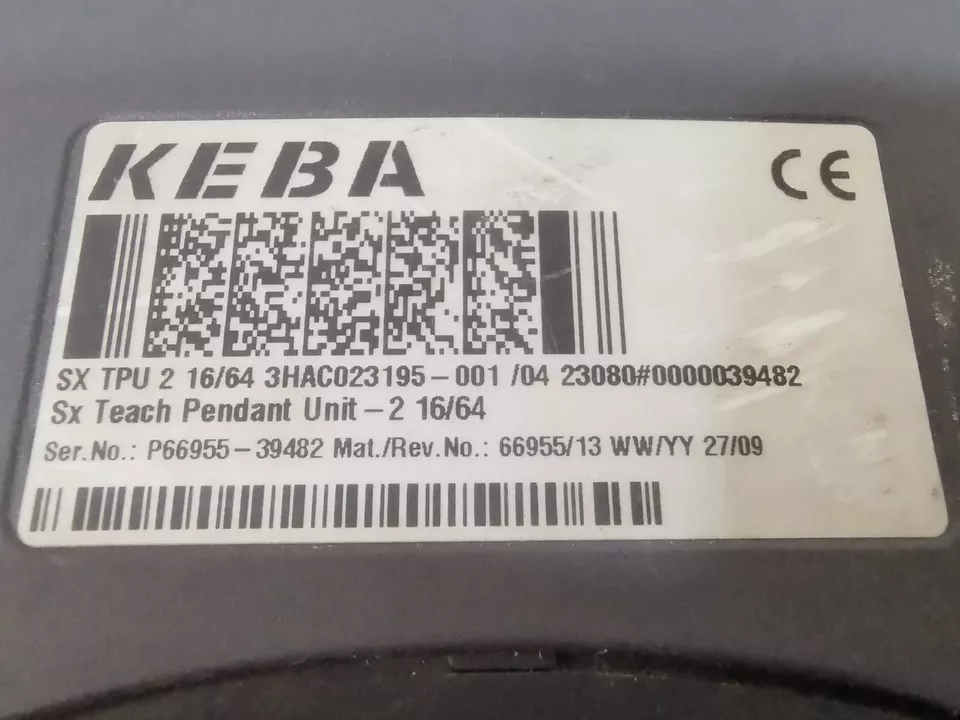 KEBA
CE
SX TPU 2 16/64 3HAC023195-001 /04 23080#0000039482
Sx Teach Pendant Unit-2 16/64
Ser.No.: P66955-39482 Mat./Rev.No.: 66955/13 WW/YY 27/09